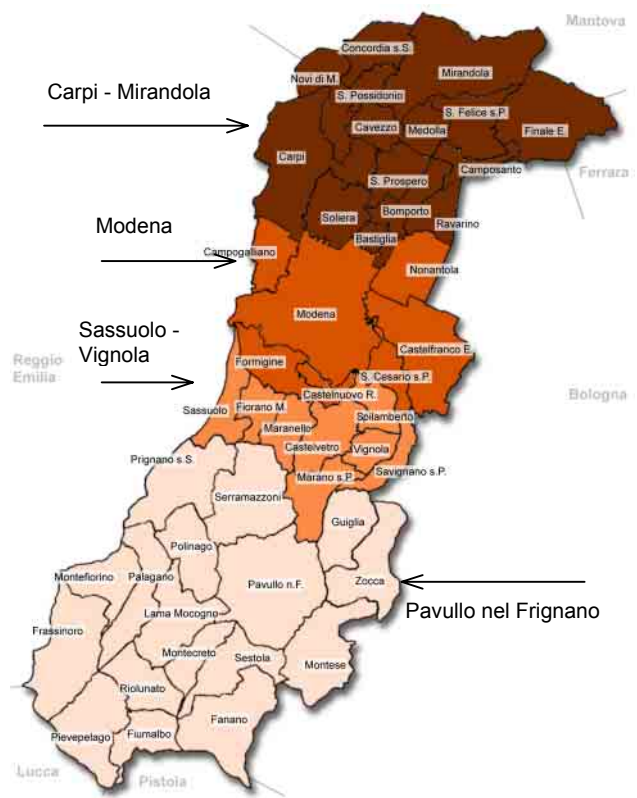 Mantova
Concordia s.S.
Novi di M.
Mirandola
Carpi - Mirandola
S. Possidonio
S. Felice s.P.
Cavezzo
Medolla
Finale E.
Carpi
Camposanto
Ferrara
S. Prospero
Soliera
Bomporto
Ravarino
Modena
Bastiglia
Campogalliano
Nonantola
Modena
Sassuolo -
Vignola
Castelfranco E.
Reggio
Emilia
Formigine
S. Cesario s.P.
Castelnuovo R.
Bologna
Sassuolo
Fiorano M.
Spilamberto
Maranello
Castelvetro
Vignola
Prignano s.S.
Marano s.P.
Savignano s.P.
Serramazzoni
Guiglia
Polinago
Montefiorino
Palagano
Pavullo n.F.
Zocca
Lama Mocogno
Pavullo nel Frignano
Frassinoro
Montecreto
Sestola
Montese
Riolunato
Fanano
Pievepelago
Fiumalbo
Lucca
Pistoia